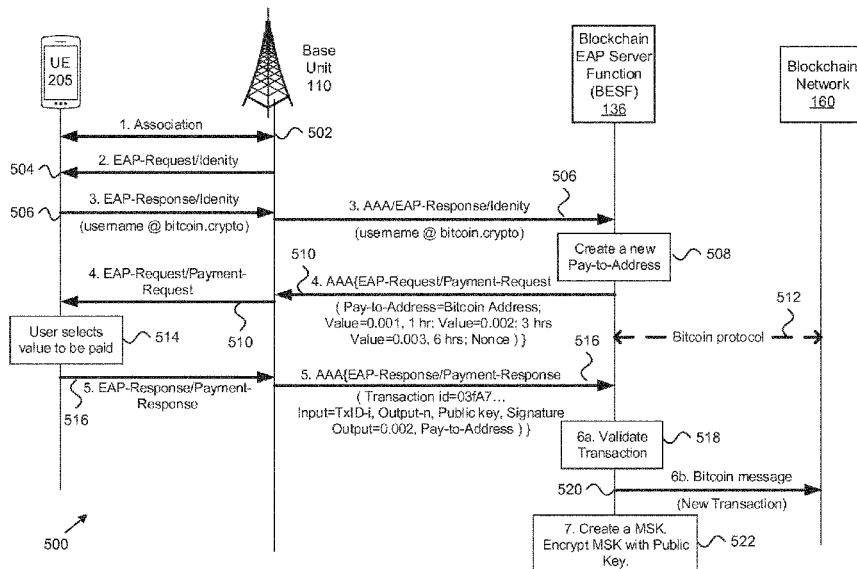 UE
205
Base
Unit
110
Blockchain
EAP Server
Function
(BESF)
136
Blockchain
Network
160
1. Association
502
504
2. EAP-Request/Idenity
506
3. EAP-Response/Idenity
(username @ bitcoin.crypto)
3. AAA/EAP-Response/Idenity
506
(username @ bitcoin.crypto)
Create a new
Pay-to-Address
508
510
4. EAP-Request/Payment-
Request
510
4. AAA{EAP-Request/Payment-Request
( Pay-to-Address=Bitcoin Address;
Value=0.001, 1 hr; Value=0.002; 3 hrs
Value=0.003, 6 hrs; Nonce ) }
512
Bitcoin protocol
User selects
value to be paid
514
516
5. EAP-Response/Payment-
Response
516
5. AAA{EAP-Response/Payment-Response
( Transaction id=03fA7...
Input=TxID-i, Output-n, Public key, Signature
Output=0.002, Pay-to-Address ) }
6a. Validate
Transaction
518
520
6b. Bitcoin message
(New Transaction)
7. Create a MSK.
Encrypt MSK with Public
Key.
522
500